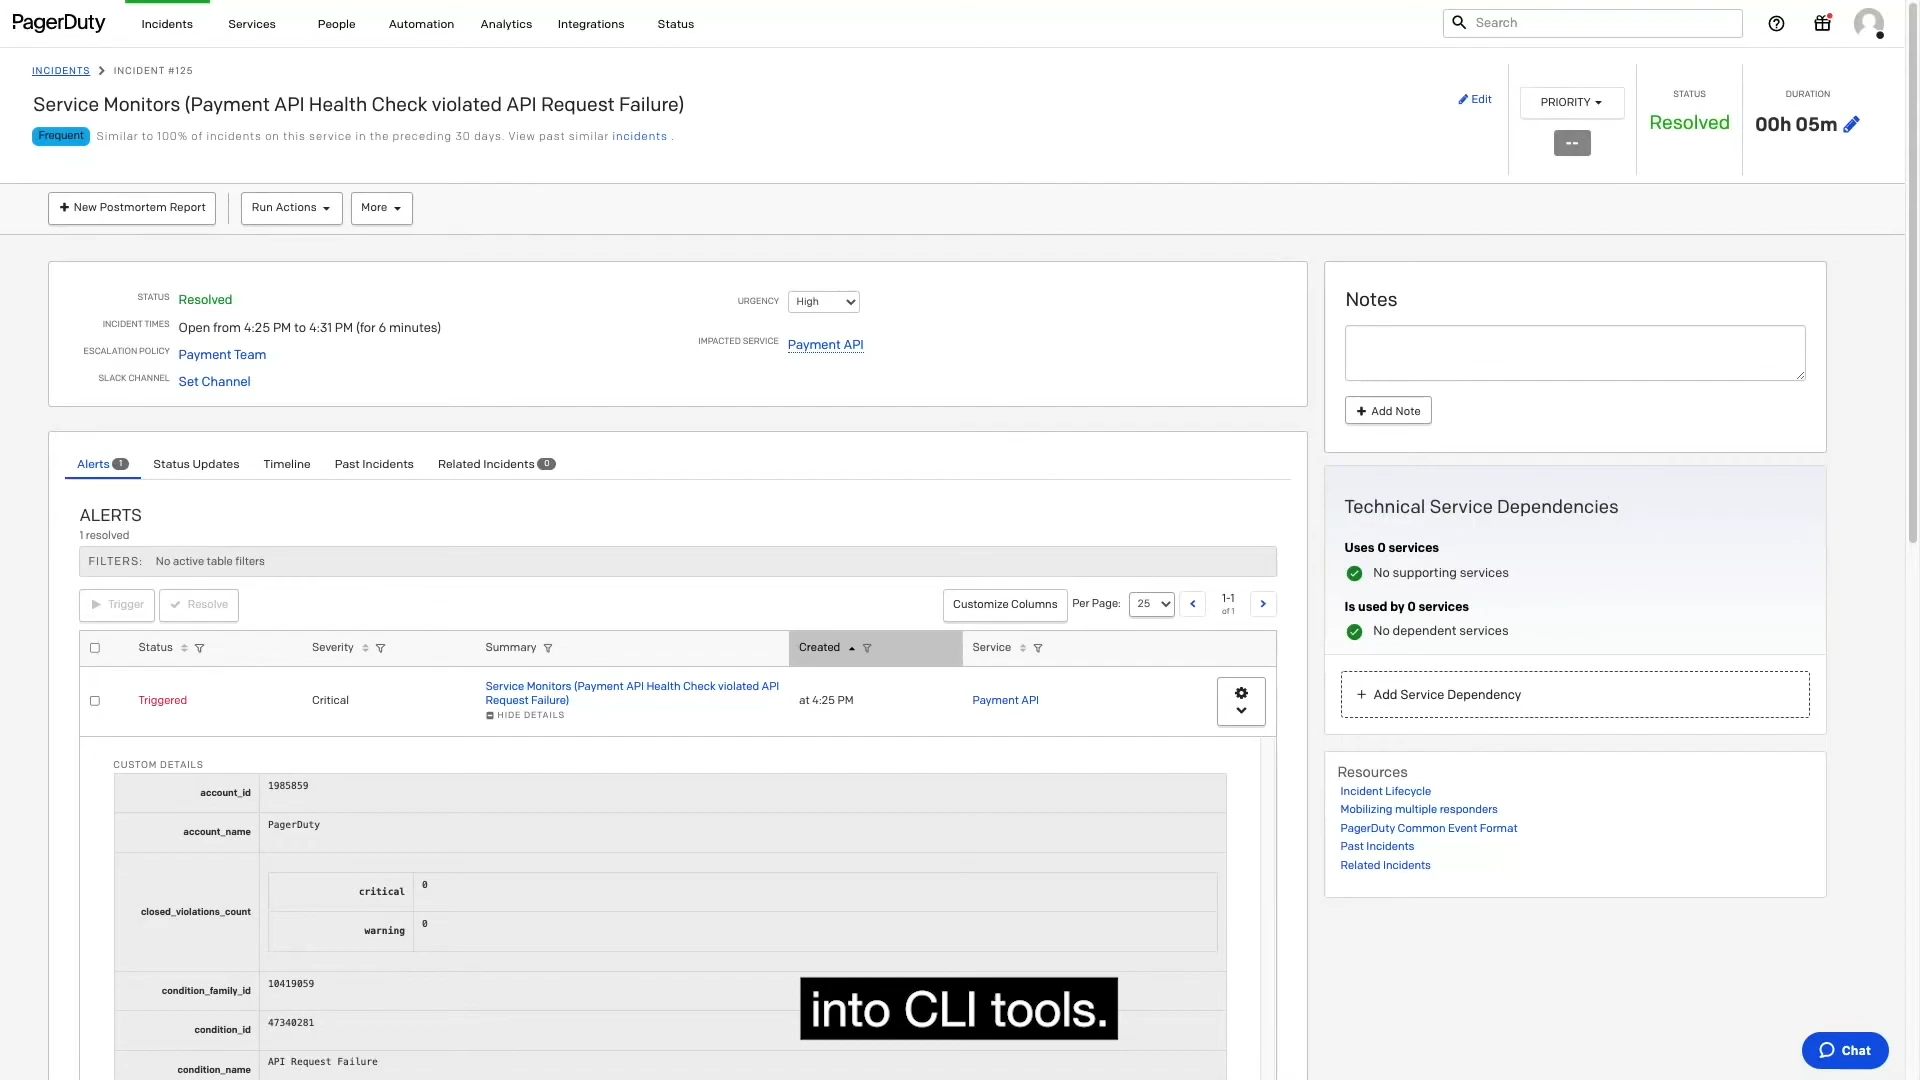 PagerDuty
Incidents
Services
People
Automation
Analytics
Integrations
Status
Search
INCIDENTS > INCIDENT #125
Service Monitors (Payment API Health Check violated API Request Failure)
Frequent Similar to 100% of incidents on this service in the preceding 30 days. View past similar incidents .
Edit
PRIORITY
--
STATUS
Resolved
DURATION
00h 05m
+ New Postmortem Report
Run Actions
More
STATUS Resolved
INCIDENT TIMES Open from 4:25 PM to 4:31 PM (for 6 minutes)
ESCALATION POLICY Payment Team
SLACK CHANNEL Set Channel
URGENCY High
IMPACTED SERVICE Payment API
Notes
+ Add Note
Alerts 1
Status Updates
Timeline
Past Incidents
Related Incidents 0
ALERTS
1 resolved
FILTERS: No active table filters
Trigger
Resolve
Customize Columns
Per Page: 25
1-1
of 1
Status
Severity
Summary
Created
Service
Triggered
Critical
Service Monitors (Payment API Health Check violated API
Request Failure)
HIDE DETAILS
at 4:25 PM
Payment API
CUSTOM DETAILS
account_id 1985859
account_name PagerDuty
closed_violations_count
critical 0
warning 0
condition_family_id 10419059
condition_id 47340281
condition_name API Request Failure
Technical Service Dependencies
Uses 0 services
No supporting services
Is used by 0 services
No dependent services
+ Add Service Dependency
Resources
Incident Lifecycle
Mobilizing multiple responders
PagerDuty Common Event Format
Past Incidents
Related Incidents
into CLI tools.
Chat